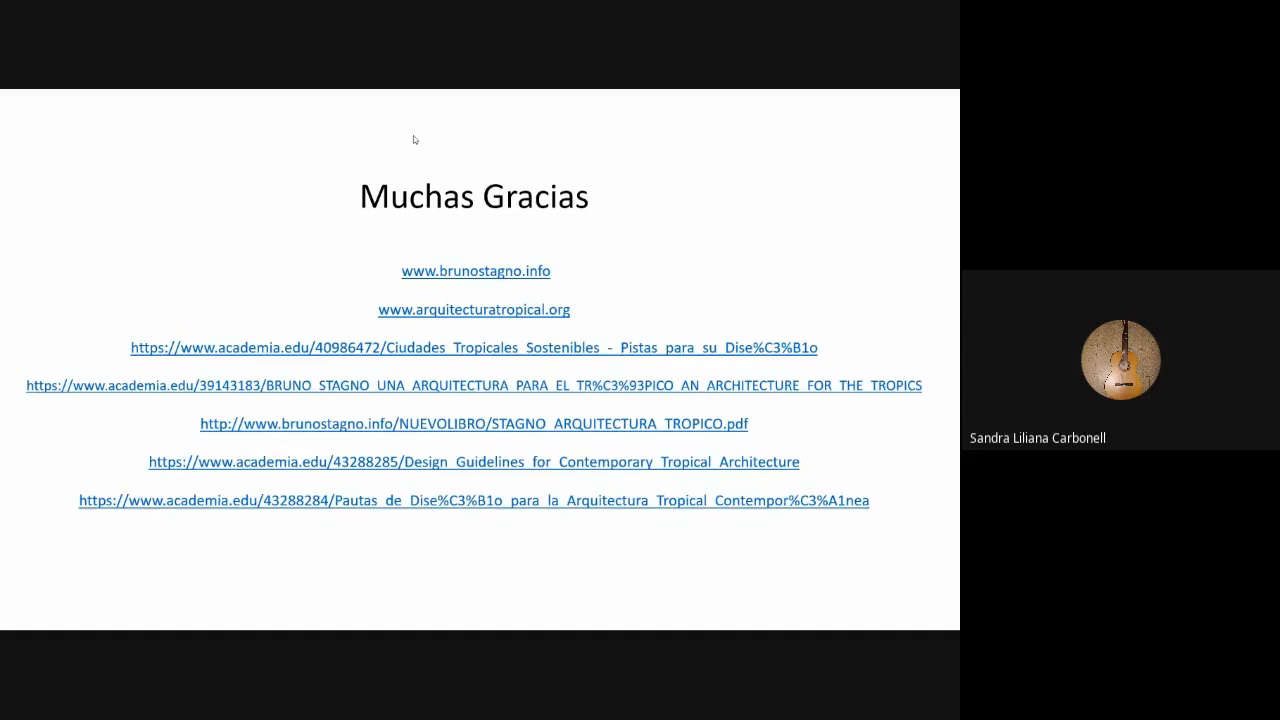 Muchas Gracias
www.brunostagno.info
www.arquitecturatropical.org
https://www.academia.edu/40986472/Ciudades_Tropicales_Sostenibles_-_Pistas_para_su_Dise%C3%B1o
https://www.academia.edu/39143183/BRUNO_STAGNO_UNA_ARQUITECTURA_PARA_EL_TR%C3%93PICO_AN_ARCHITECTURE_FOR_THE_TROPICS
http://www.brunostagno.info/NUEVOLIBRO/STAGNO_ARQUITECTURA_TROPICO.pdf
https://www.academia.edu/43288285/Design_Guidelines_for_Contemporary_Tropical_Architecture
https://www.academia.edu/43288284/Pautas_de_Dise%C3%B1o_para_la_Arquitectura_Tropical_Contempor%C3%A1nea
Sandra Liliana Carbonell